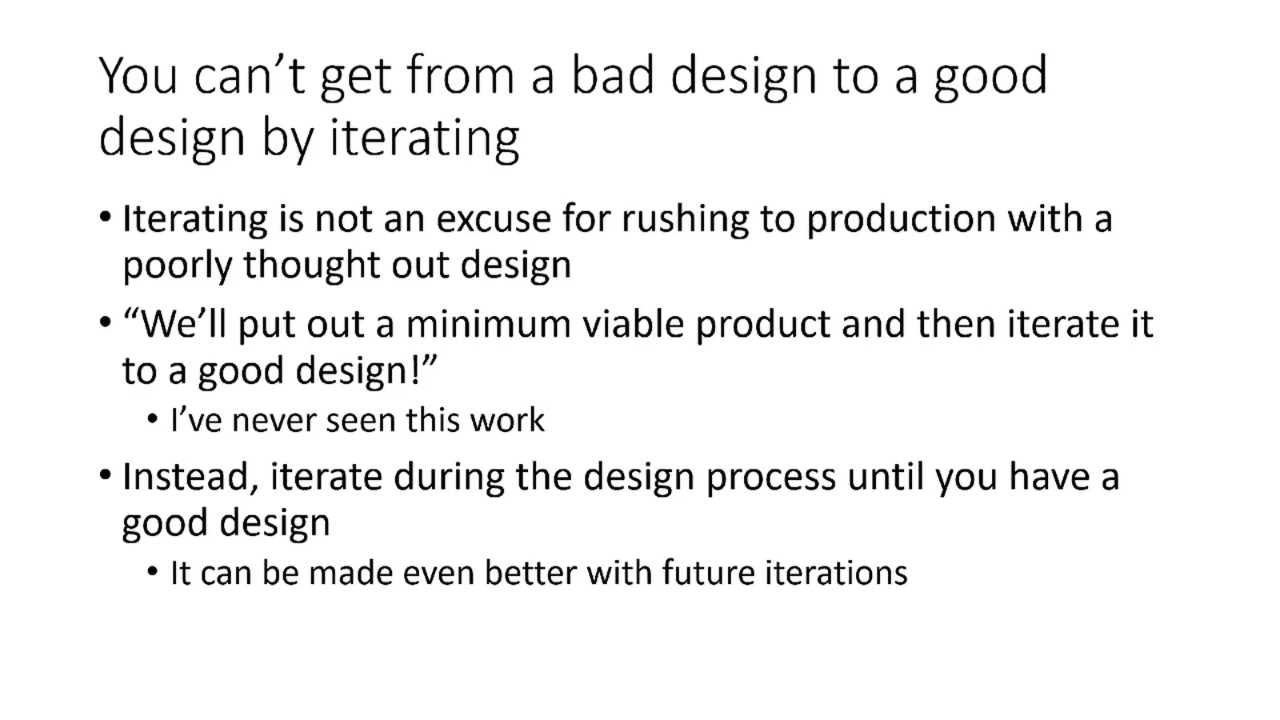 You can’t get from a bad design to a good
design by iterating
• Iterating is not an excuse for rushing to production with a
poorly thought out design
• “We’ll put out a minimum viable product and then iterate it
to a good design!”
• I’ve never seen this work
• Instead, iterate during the design process until you have a
good design
• It can be made even better with future iterations